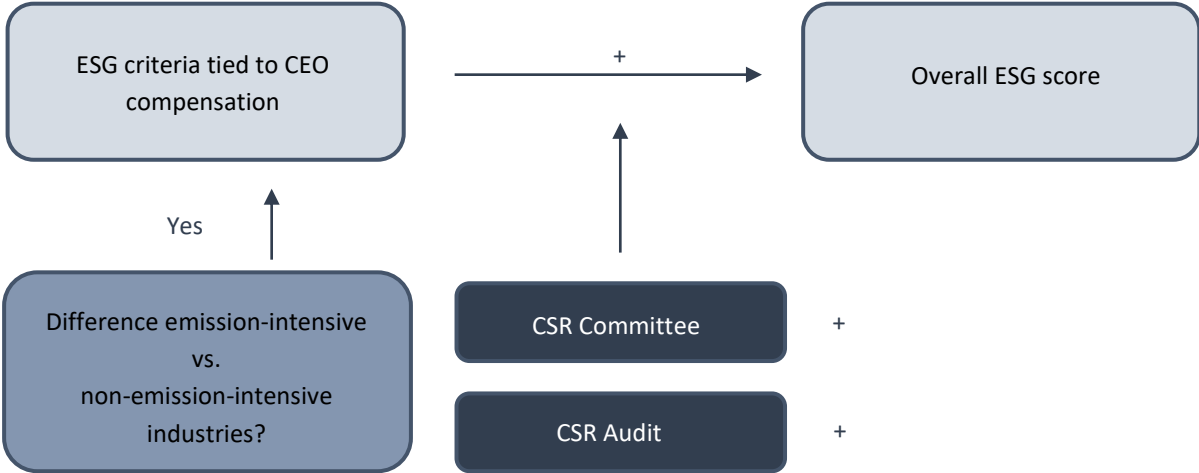 ESG criteria tied to CEO
compensation
+
Overall ESG score
Yes
Difference emission-intensive
vs.
non-emission-intensive
industries?
CSR Committee
+
CSR Audit
+